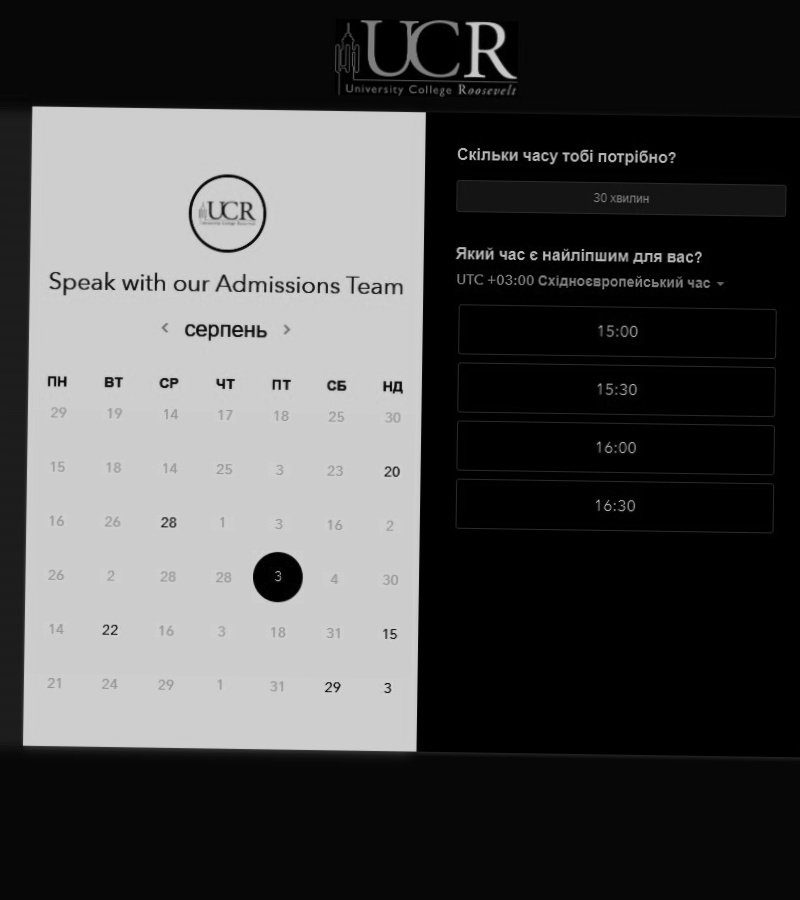 UCR
University College Roosevelt
UCR
University College Roosevelt
Speak with our Admissions Team
серпень
ПН ВТ СР ЧТ ПТ СБ НД
29 19 14 17 18 25 30
15 18 14 25 3 23 20
16 26 28 1 3 16 2
26 2 28 28 3 4 30
14 22 16 3 18 31 15
21 24 29 1 31 29 3
Скільки часу тобі потрібно?
30 хвилин
Який час є найліпшим для вас?
UTC +03:00 Східноєвропейський час
15:00
15:30
16:00
16:30